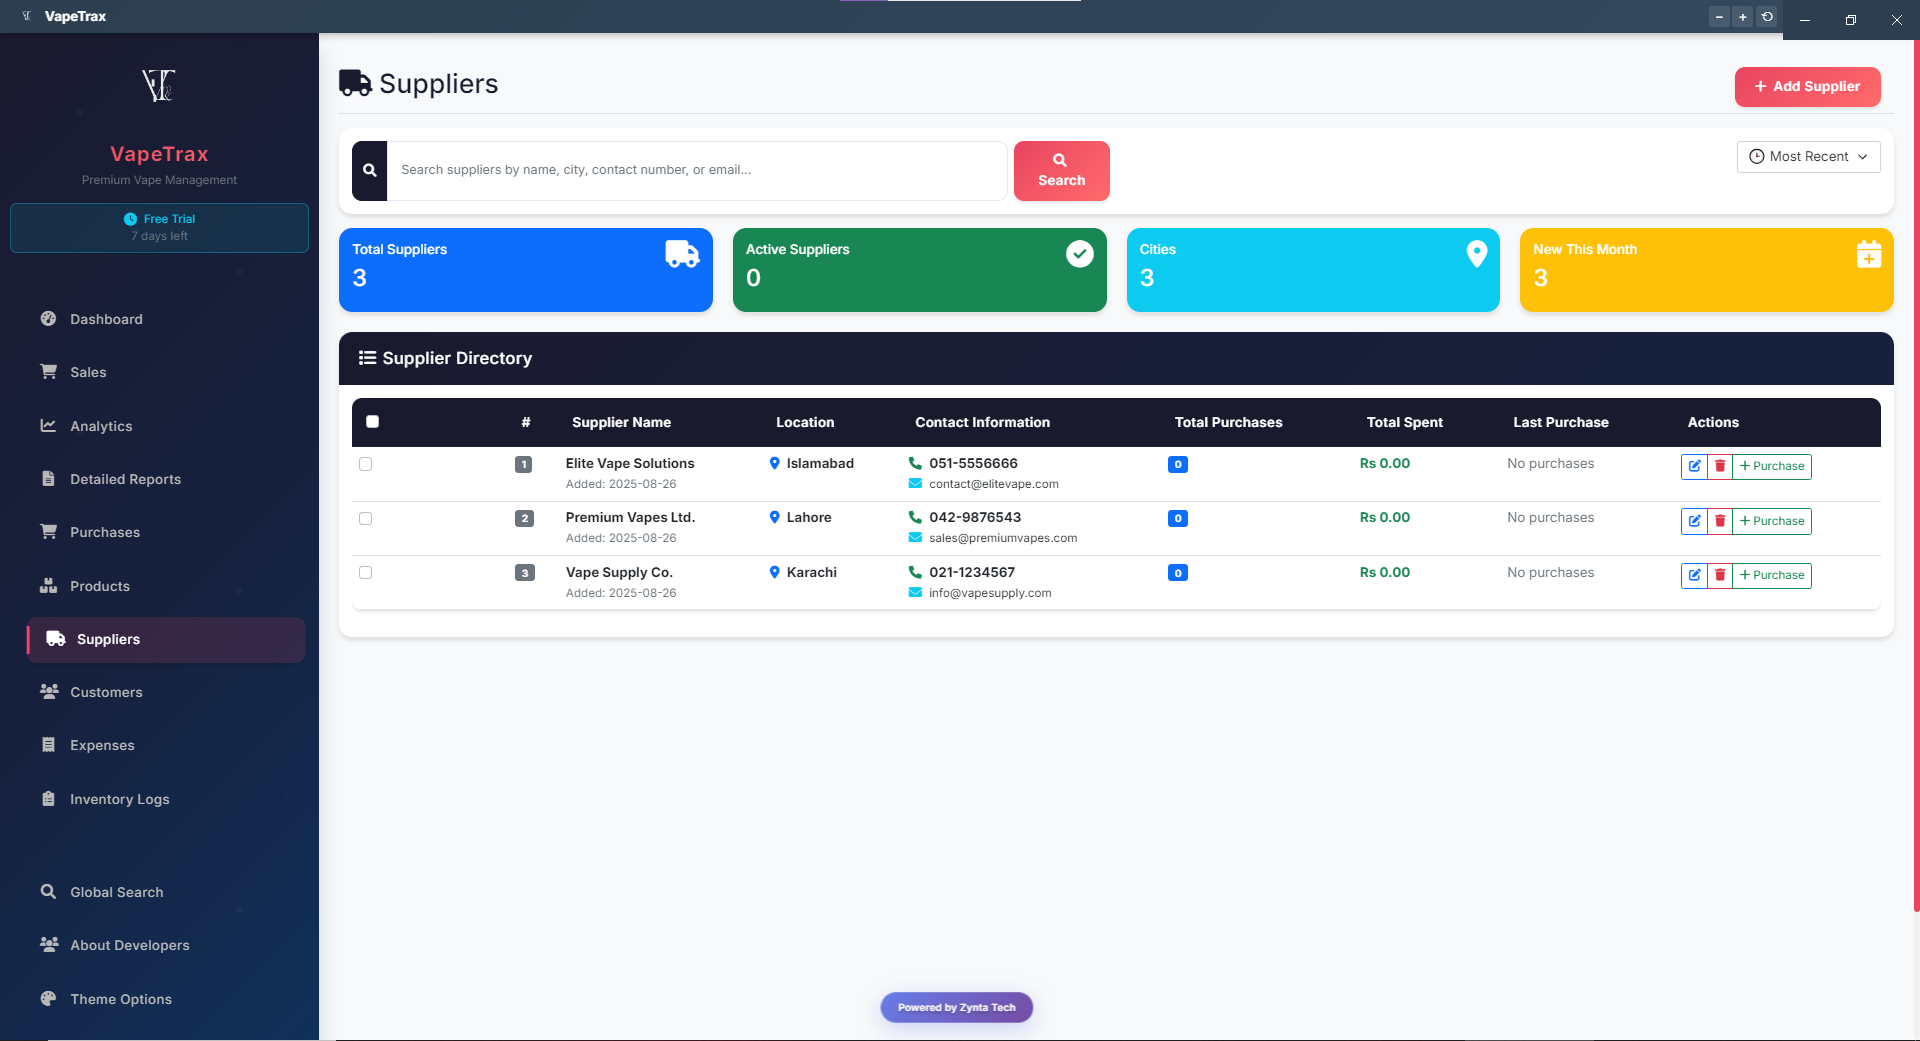 VapeTrax
VapeTrax
Premium Vape Management
Free Trial
7 days left
Dashboard
Sales
Analytics
Detailed Reports
Purchases
Products
Suppliers
Customers
Expenses
Inventory Logs
Global Search
About Developers
Theme Options
Suppliers
+ Add Supplier
Search suppliers by name, city, contact number, or email...
Search
Most Recent
Total Suppliers
3
Active Suppliers
0
Cities
3
New This Month
3
Supplier Directory
# Supplier Name Location Contact Information Total Purchases Total Spent Last Purchase Actions
1 Elite Vape Solutions Islamabad 051-5556666 0 Rs 0.00 No purchases + Purchase
Added: 2025-08-26 contact@elitevape.com
2 Premium Vapes Ltd. Lahore 042-9876543 0 Rs 0.00 No purchases + Purchase
Added: 2025-08-26 sales@premiumvapes.com
3 Vape Supply Co. Karachi 021-1234567 0 Rs 0.00 No purchases + Purchase
Added: 2025-08-26 info@vapesupply.com
Powered by Zynta Tech